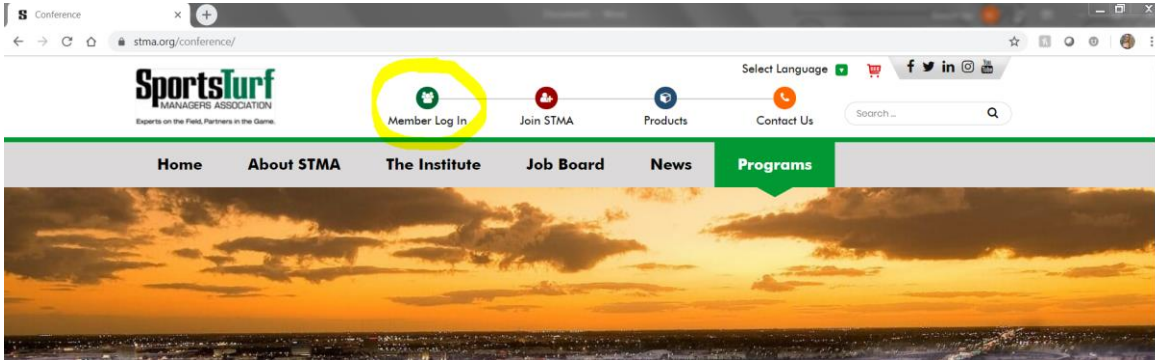 S Conference
stma.org/conference/
Select Language
SportsTurf
MANAGERS ASSOCIATION
Experts on the Field, Partners in the Game.
Member Log In
Join STMA
Products
Contact Us
Search...
Home
About STMA
The Institute
Job Board
News
Programs